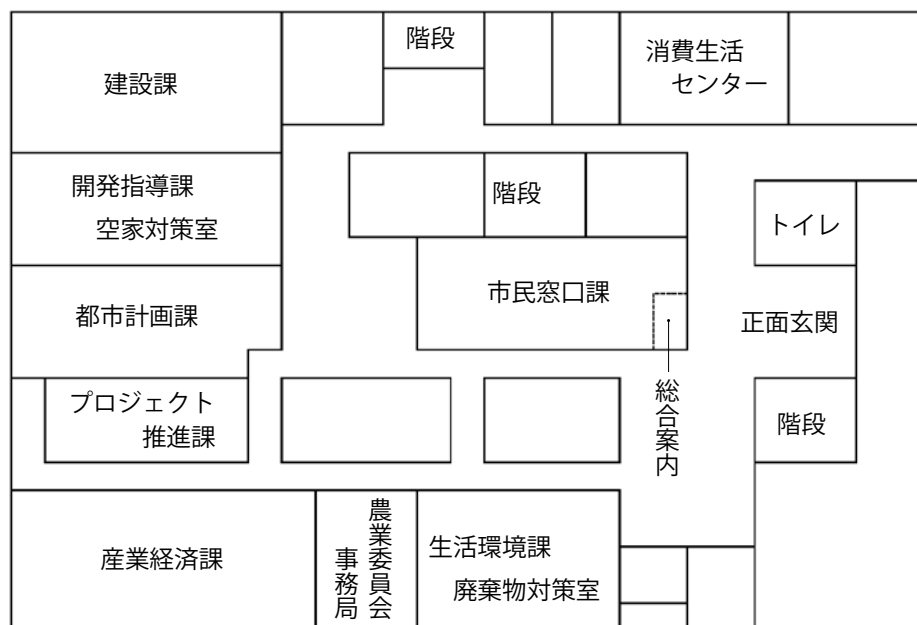 階段
消費生活
センター
建設課
開発指導課
空家対策室
階段
トイレ
都市計画課
市民窓口課
正面玄関
総合案内
プロジェクト
推進課
階段
産業経済課
農業委員会
事務局
生活環境課
廃棄物対策室